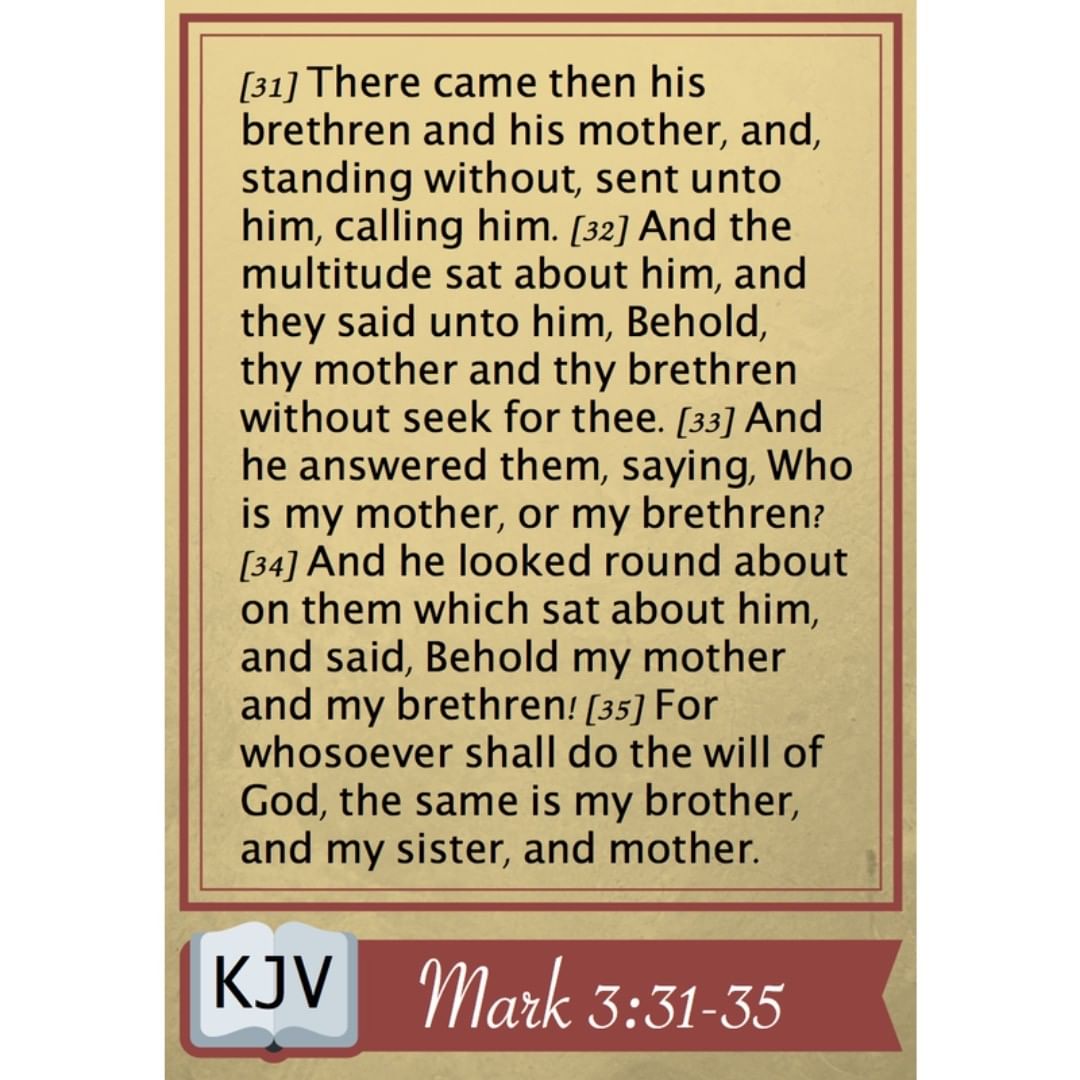 [31] There came then his
brethren and his mother, and,
standing without, sent unto
him, calling him. [32] And the
multitude sat about him, and
they said unto him, Behold,
thy mother and thy brethren
without seek for thee. [33] And
he answered them, saying, Who
is my mother, or my brethren?
[34] And he looked round about
on them which sat about him,
and said, Behold my mother
and my brethren! [35] For
whosoever shall do the will of
God, the same is my brother,
and my sister, and mother.
KJV
Mark 3:31-35